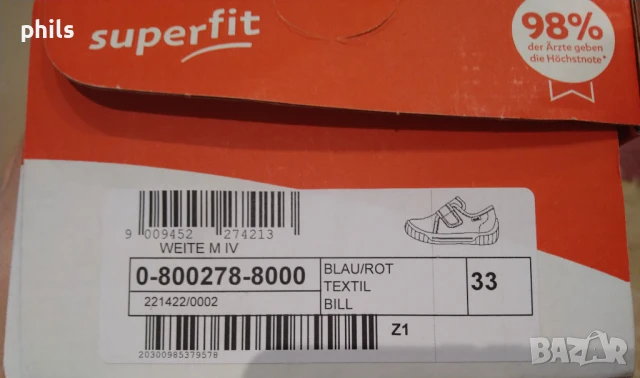 phils
superfit
98%
der Ärzte geben
die Höchstnote*
9 009452 274213
WEITE M IV
0-800278-8000
221422/0002
BLAU/ROT
TEXTIL
BILL
33
Z1
20300985379578
BAZAR